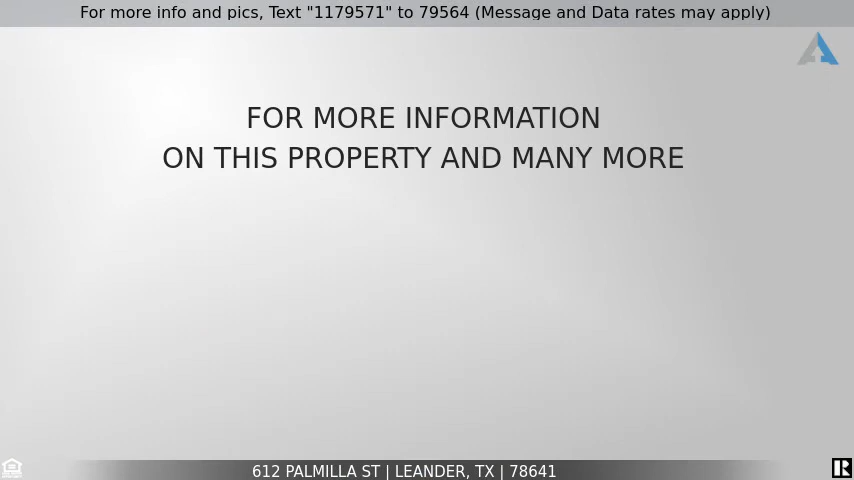 For more info and pics, Text "1179571" to 79564 (Message and Data rates may apply)
FOR MORE INFORMATION
ON THIS PROPERTY AND MANY MORE
612 PALMILLA ST | LEANDER, TX | 78641